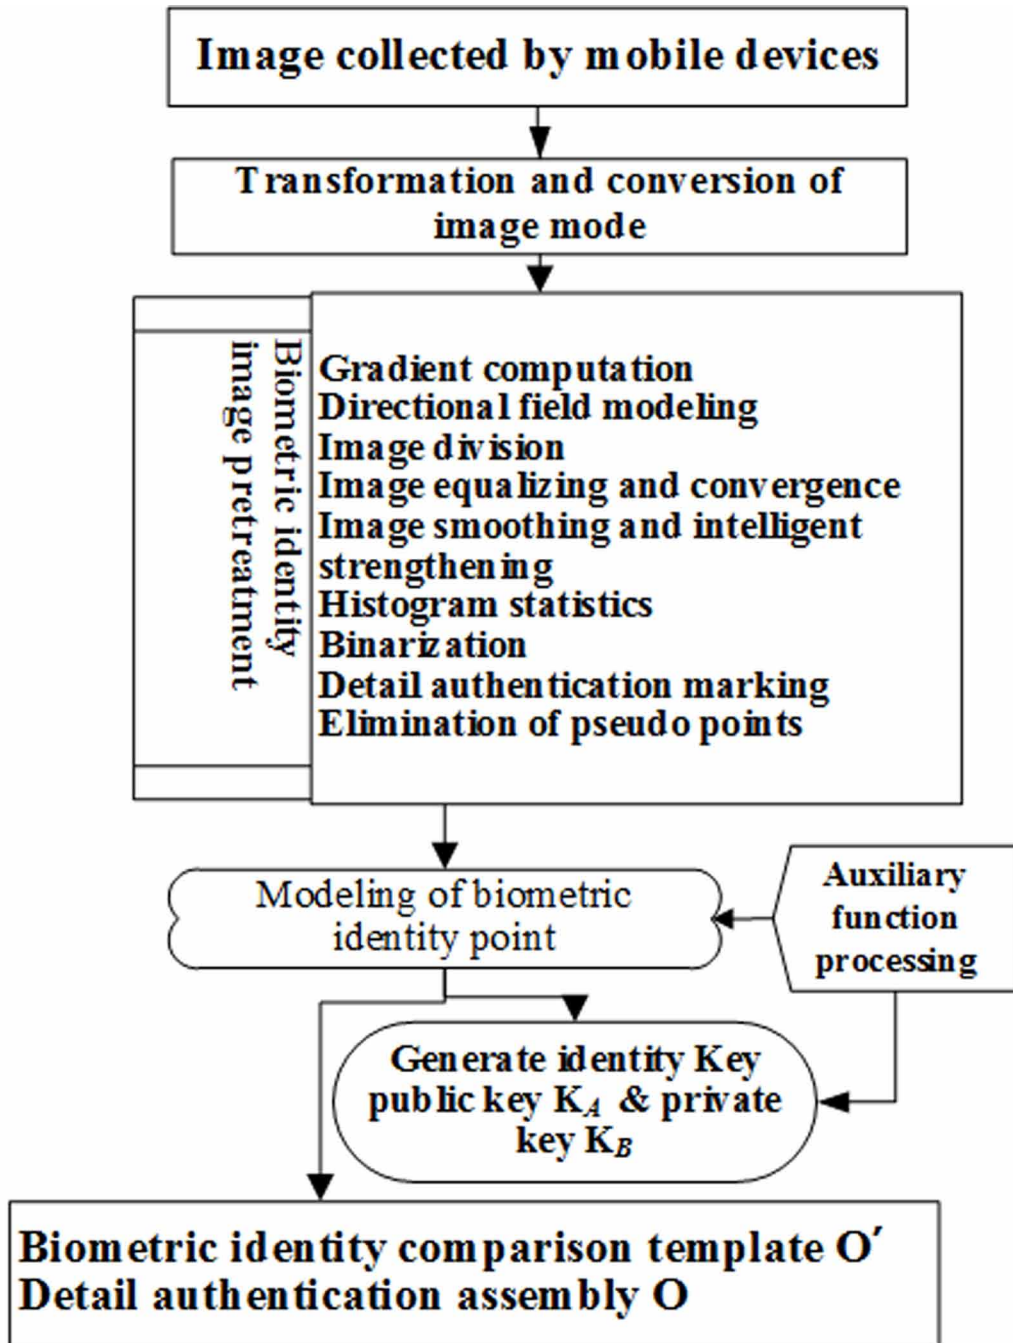 Image collected by mobile devices
Transformation and conversion of
image mode
Biometric identity
image pretreatment
Gradient computation
Directional field modeling
Image division
Image equalizing and convergence
Image smoothing and intelligent
strengthening
Histogram statistics
Binarization
Detail authentication marking
Elimination of pseudo points
Modeling of biometric
identity point
Auxiliary
function
processing
Generate identity Key
public key K_A & private
key K_B
Biometric identity comparison template O′
Detail authentication assembly O